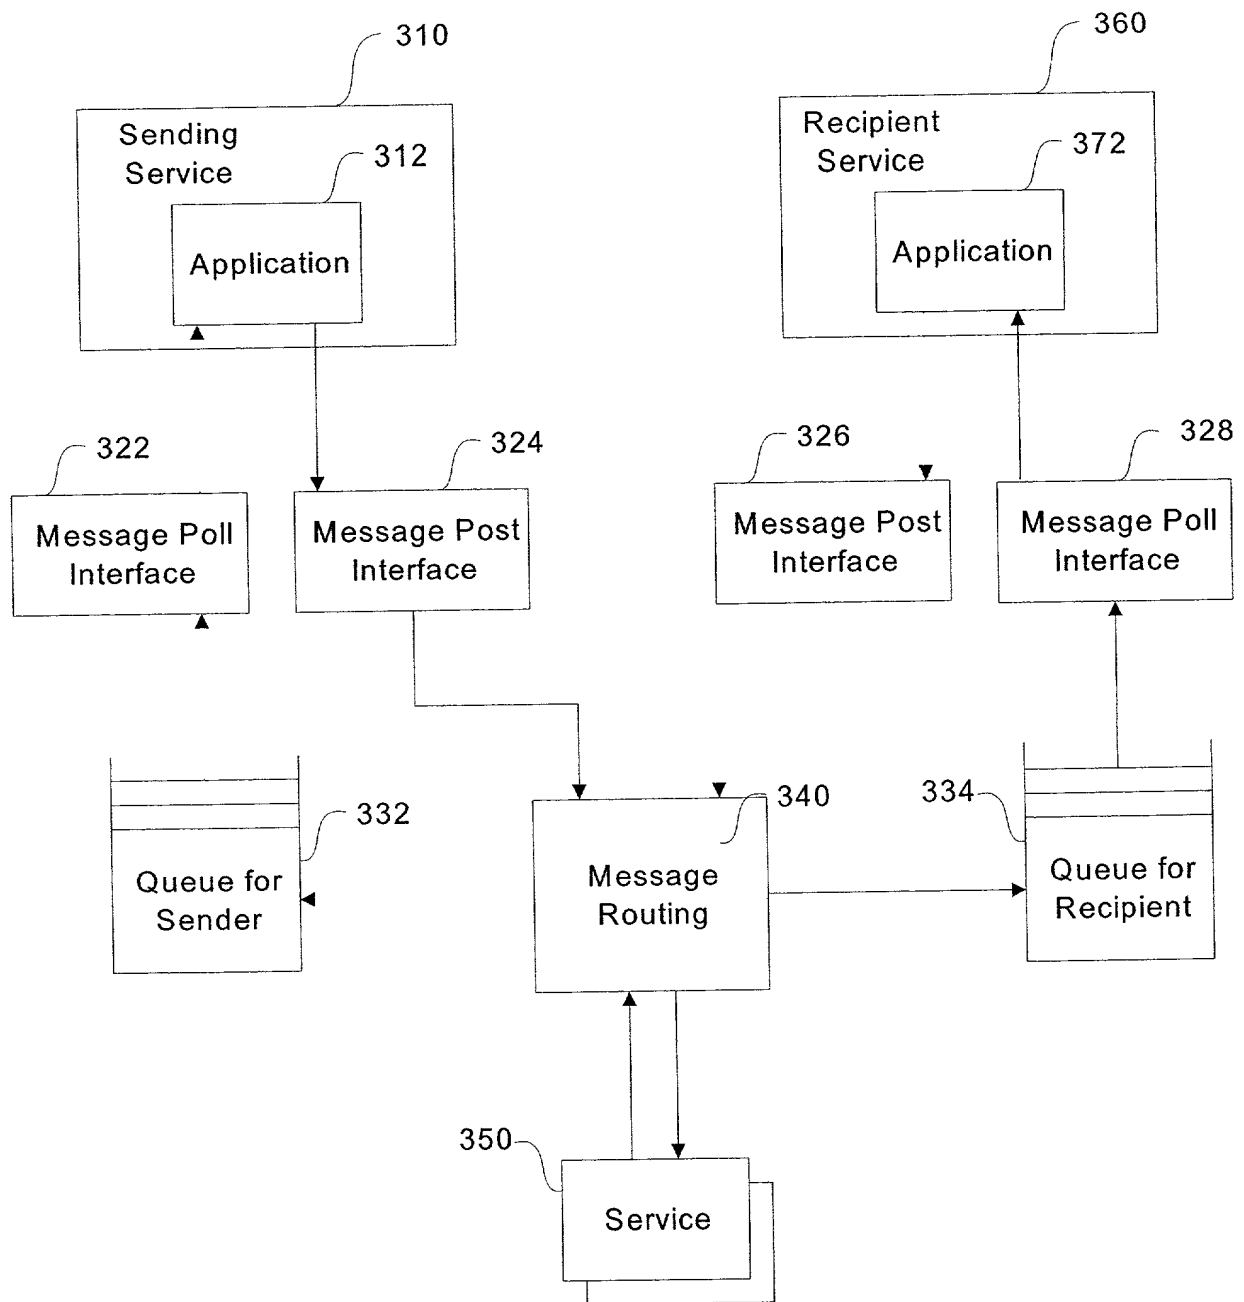 310
360
Sending
Service
312
Application
Recipient
Service
372
Application
322
Message Poll
Interface
324
Message Post
Interface
326
Message Post
Interface
328
Message Poll
Interface
332
Queue for
Sender
340
Message
Routing
334
Queue for
Recipient
350
Service